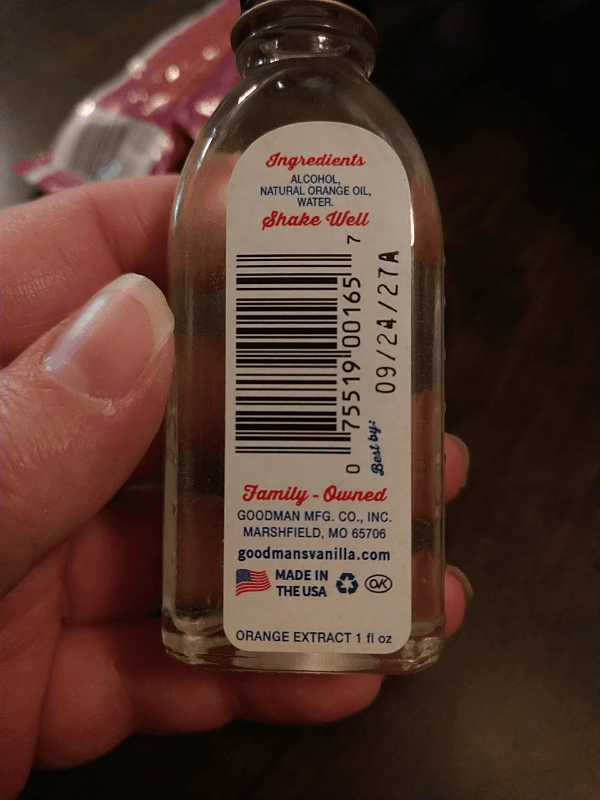 Ingredients
ALCOHOL,
NATURAL ORANGE OIL,
WATER.
Shake Well
0 75519 00165 7
Best by:
09/24/27A
Family - Owned
GOODMAN MFG. CO., INC.
MARSHFIELD, MO 65706
goodmansvanilla.com
MADE IN
THE USA
OK
ORANGE EXTRACT 1 fl oz